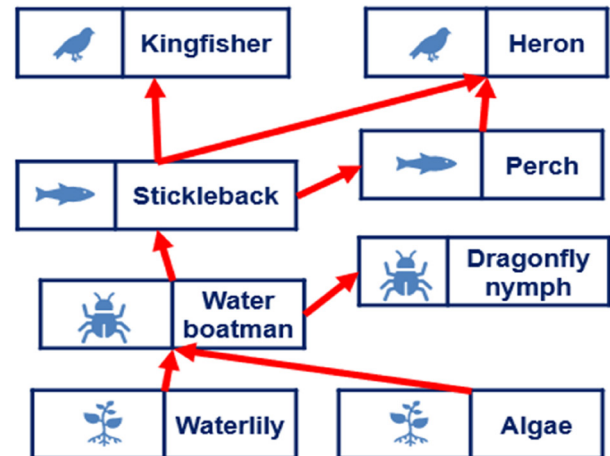 Kingfisher
Heron
Stickleback
Perch
Water
boatman
Dragonfly
nymph
Waterlily
Algae